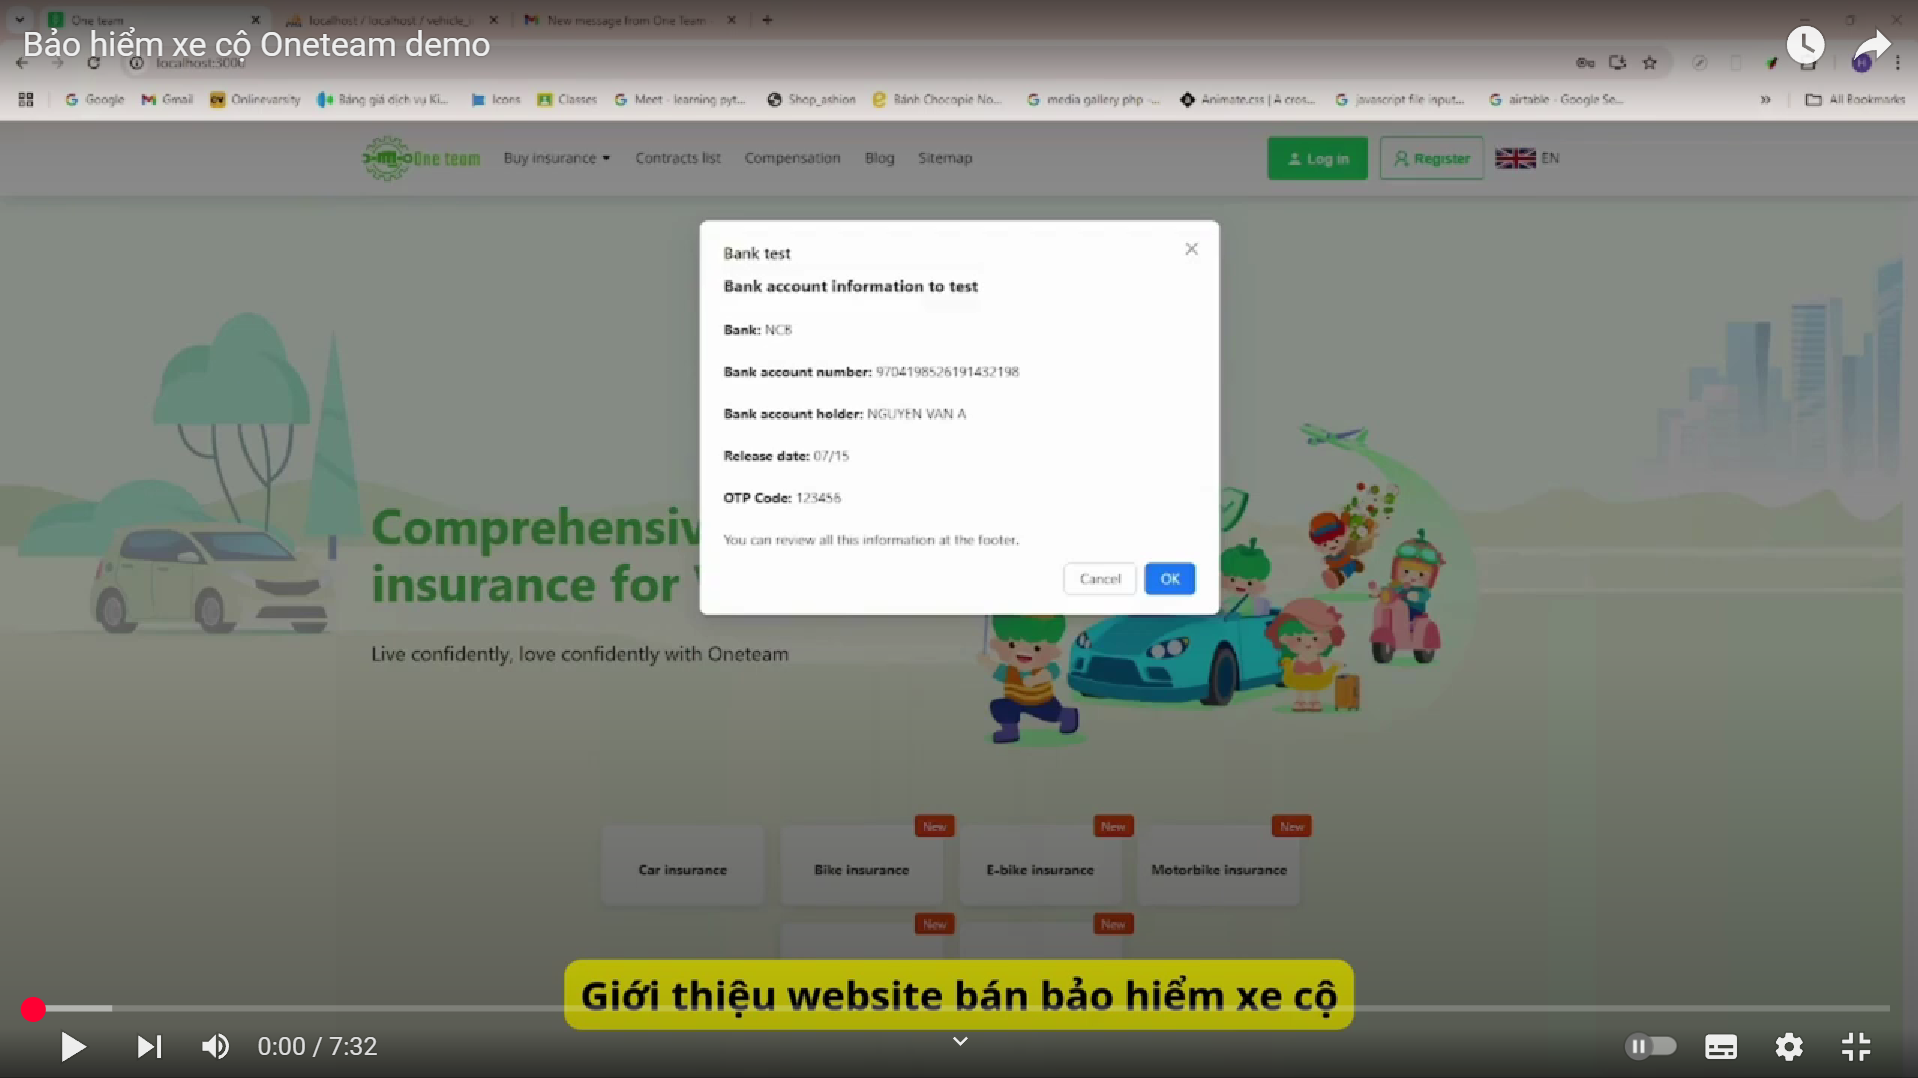 One team
localhost / localhost / vehicle_i
New message from One Team -
Bảo hiểm xe cộ Oneteam demo
localhost:3000
Google
Gmail
Onlinevarsity
Bảng giá dịch vụ Ki...
Icons
Classes
Meet - learning pyt...
Shop_ashion
Bánh Chocopie No...
media gallery php -...
Animate.css | A cros...
javascript file input...
airtable - Google Se...
All Bookmarks
One team
Buy insurance
Contracts list
Compensation
Blog
Sitemap
Log in
Register
EN
Bank test
Bank account information to test
Bank: NCB
Bank account number: 9704198526191432198
Bank account holder: NGUYEN VAN A
Release date: 07/15
OTP Code: 123456
You can review all this information at the footer.
Cancel
OK
Comprehensiv
insurance for
Live confidently, love confidently with Oneteam
New
New
New
Car insurance
Bike insurance
E-bike insurance
Motorbike insurance
New
New
Giới thiệu website bán bảo hiểm xe cộ
0:00 / 7:32